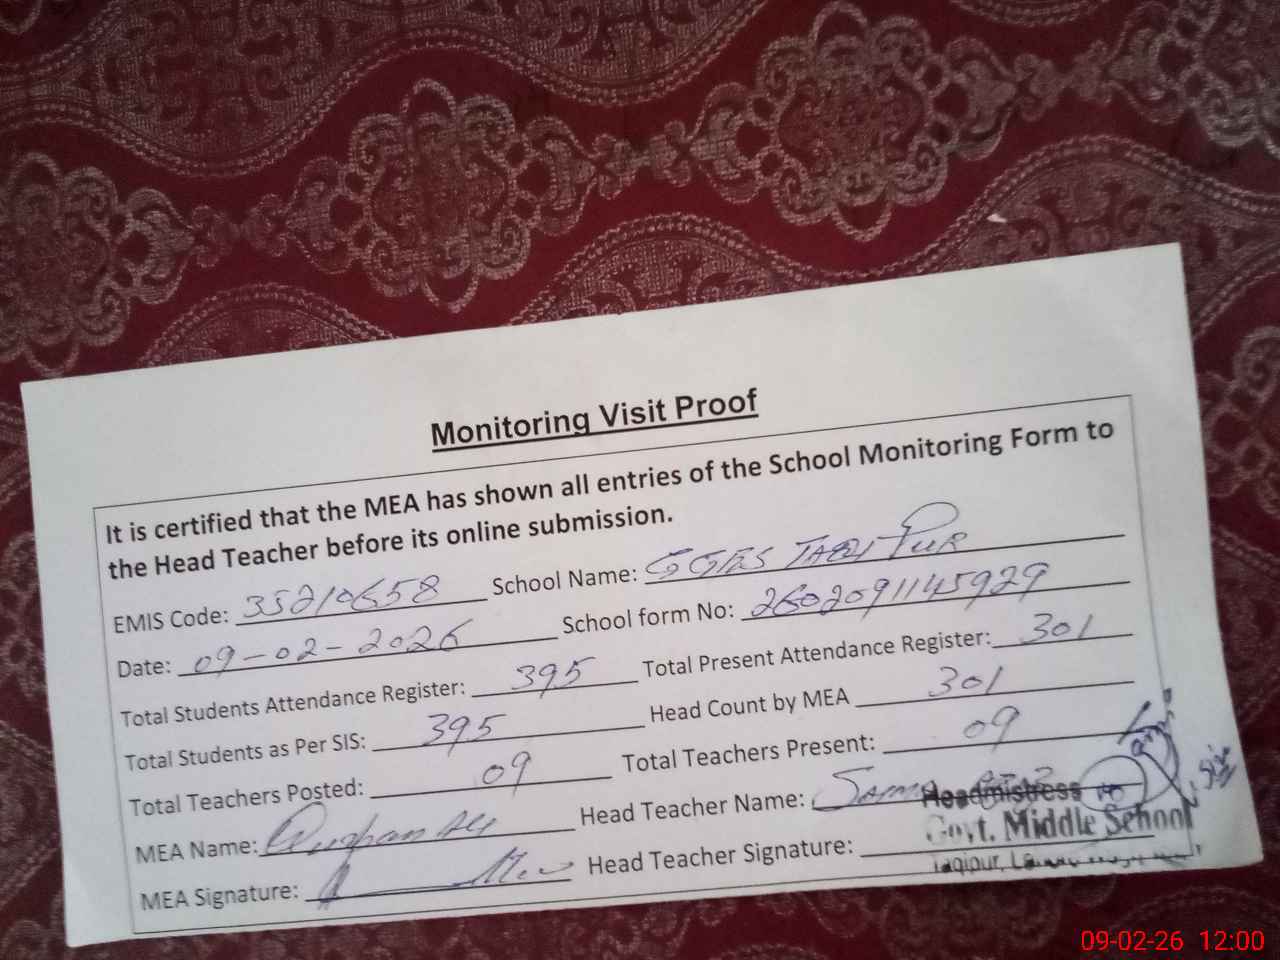 Monitoring Visit Proof
It is certified that the MEA has shown all entries of the School Monitoring Form to
the Head Teacher before its online submission.
EMIS Code: 35210658 School Name: GGES TAQI PUR
Date: 09-02-2026 School form No: 2602091145929
Total Students Attendance Register: 395 Total Present Attendance Register: 301
Total Students as Per SIS: 395 Head Count by MEA 301
Total Teachers Posted: 09 Total Teachers Present: 09
MEA Name: Ali Head Teacher Name:
Headmistress
MEA Signature: Head Teacher Signature:
Govt. Middle School
Taqipur,
09-02-26 12:00